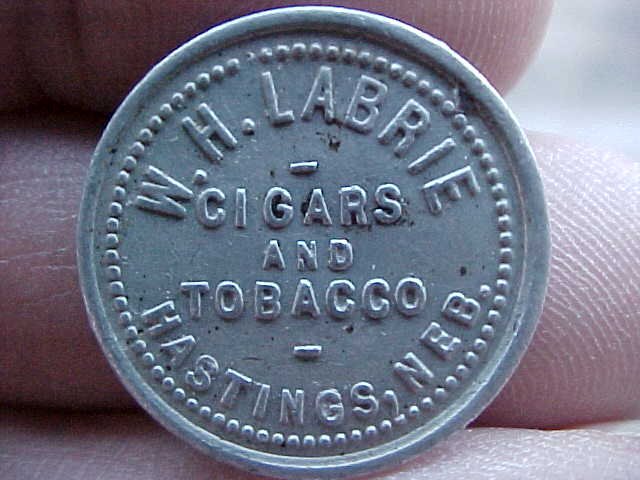 W. H. LABRIE
– CIGARS
AND
TOBACCO –
HASTINGS, NEB.